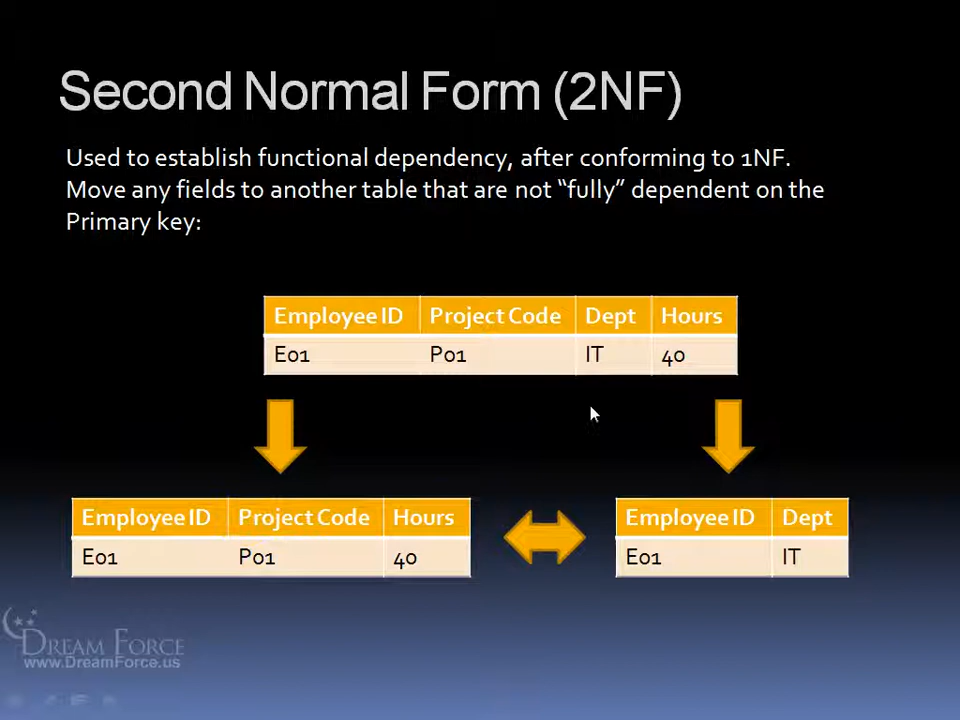 Second Normal Form (2NF)
Used to establish functional dependency, after conforming to 1NF.
Move any fields to another table that are not “fully” dependent on the
Primary key:
Employee ID Project Code Dept Hours
E01 P01 IT 40
Employee ID Project Code Hours
E01 P01 40
Employee ID Dept
E01 IT
DREAM FORCE
www.DreamForce.us